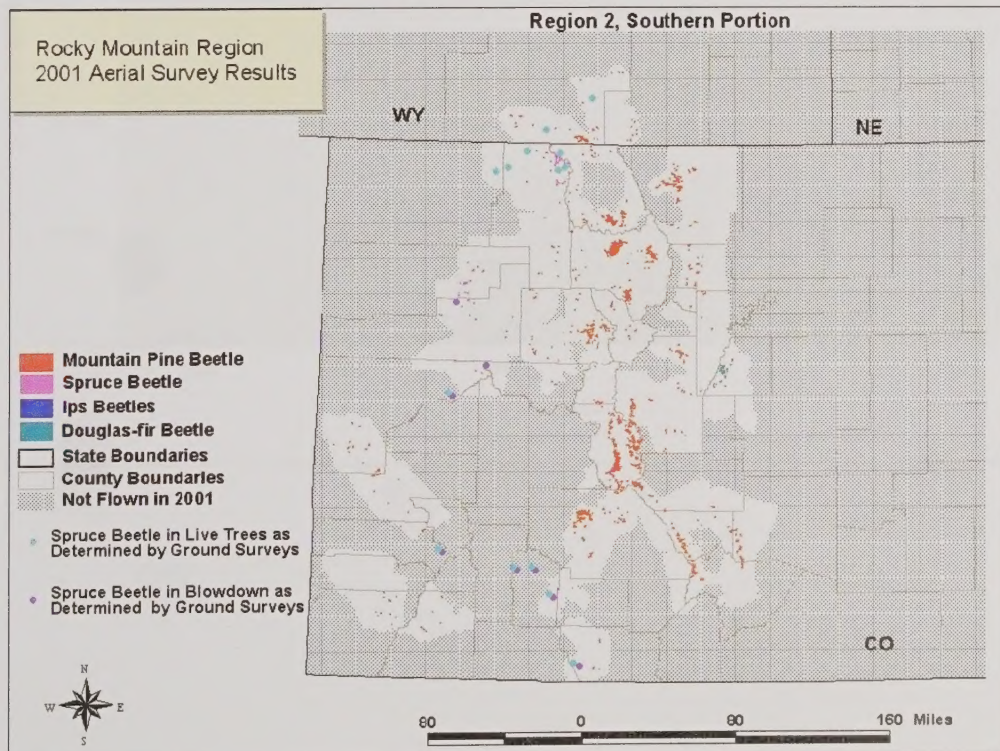 Region 2, Southern Portion
Rocky Mountain Region
2001 Aerial Survey Results
WY
NE
Mountain Pine Beetle
Spruce Beetle
Ips Beetles
Douglas-fir Beetle
State Boundaries
County Boundaries
Not Flown in 2001
Spruce Beetle in Live Trees as
Determined by Ground Surveys
Spruce Beetle in Blowdown as
Determined by Ground Surveys
CO
N
W
E
S
80
0
80
160 Miles